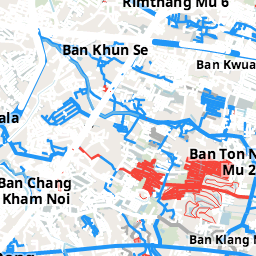 Rimthang Mu 6
Ban Khun Se
Ban Kwua
ala
Ban Ton N
Mu 2
Ban Chang
Kham Noi
Ban Klang M